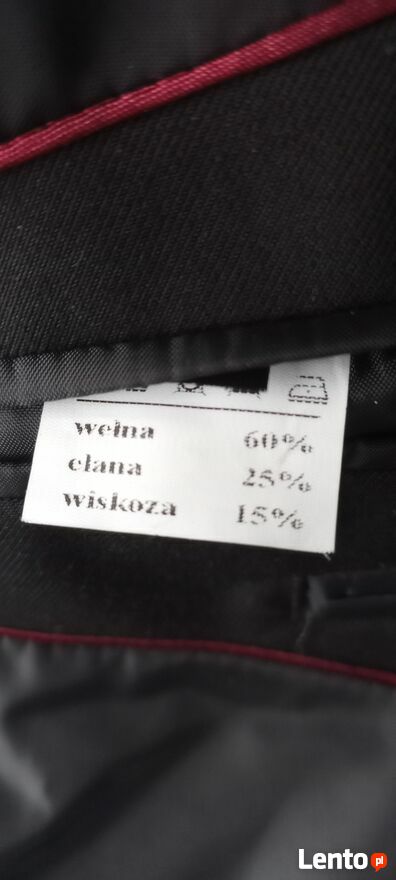 wełna 60%
elana 25%
wiskoza 15%
Lento.pl